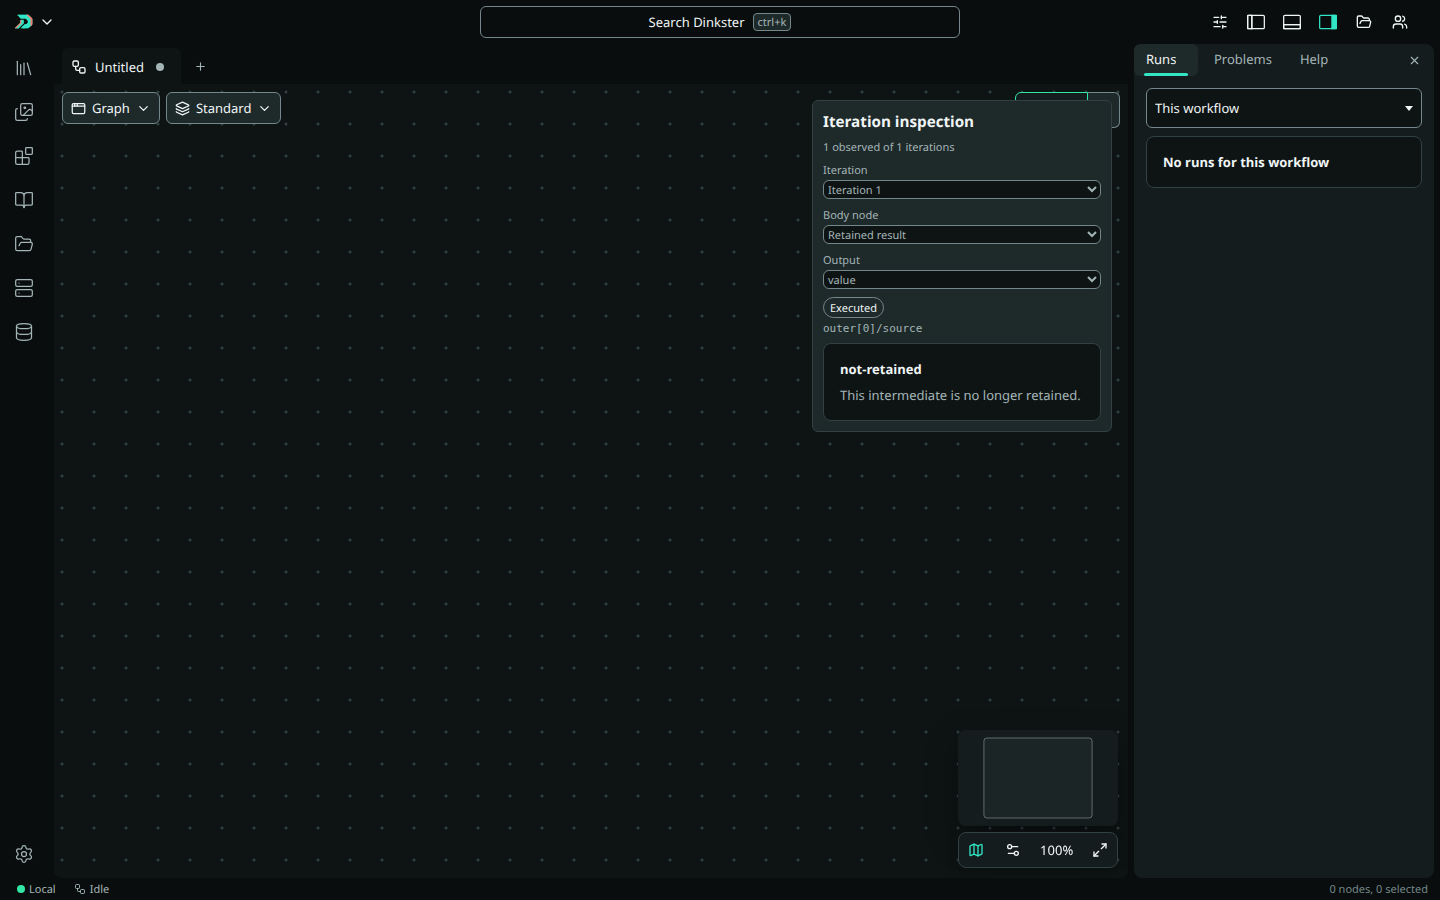 Search Dinkster ctrl+k
Untitled
Graph
Standard
Iteration inspection
1 observed of 1 iterations
Iteration
Iteration 1
Body node
Retained result
Output
value
Executed
outer[0]/source
not-retained
This intermediate is no longer retained.
Runs Problems Help
This workflow
No runs for this workflow
100%
Local Idle
0 nodes, 0 selected